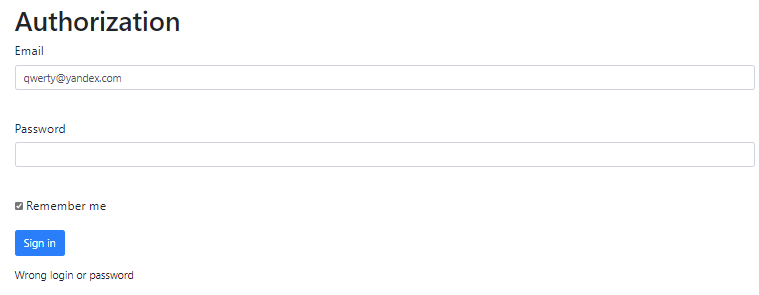 Authorization
Email
qwerty@yandex.com
Password
Remember me
Sign in
Wrong login or password